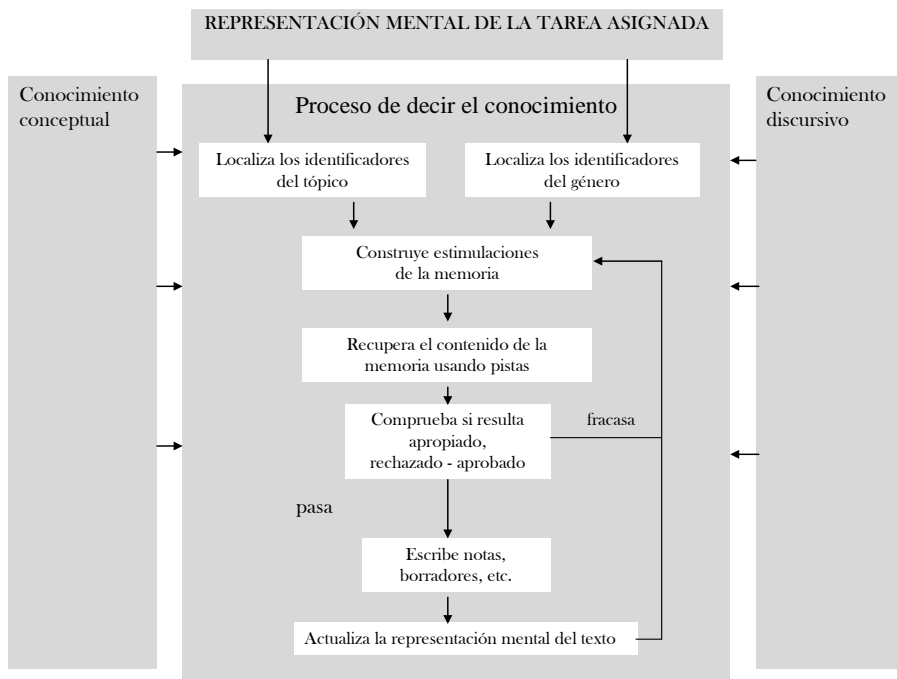 REPRESENTACIÓN MENTAL DE LA TAREA ASIGNADA
Conocimiento
conceptual
Proceso de decir el conocimiento
Conocimiento
discursivo
Localiza los identificadores
del tópico
Localiza los identificadores
del género
Construye estimulaciones
de la memoria
Recupera el contenido de la
memoria usando pistas
Comprueba si resulta
apropiado,
rechazado - aprobado
fracasa
pasa
Escribe notas,
borradores, etc.
Actualiza la representación mental del texto